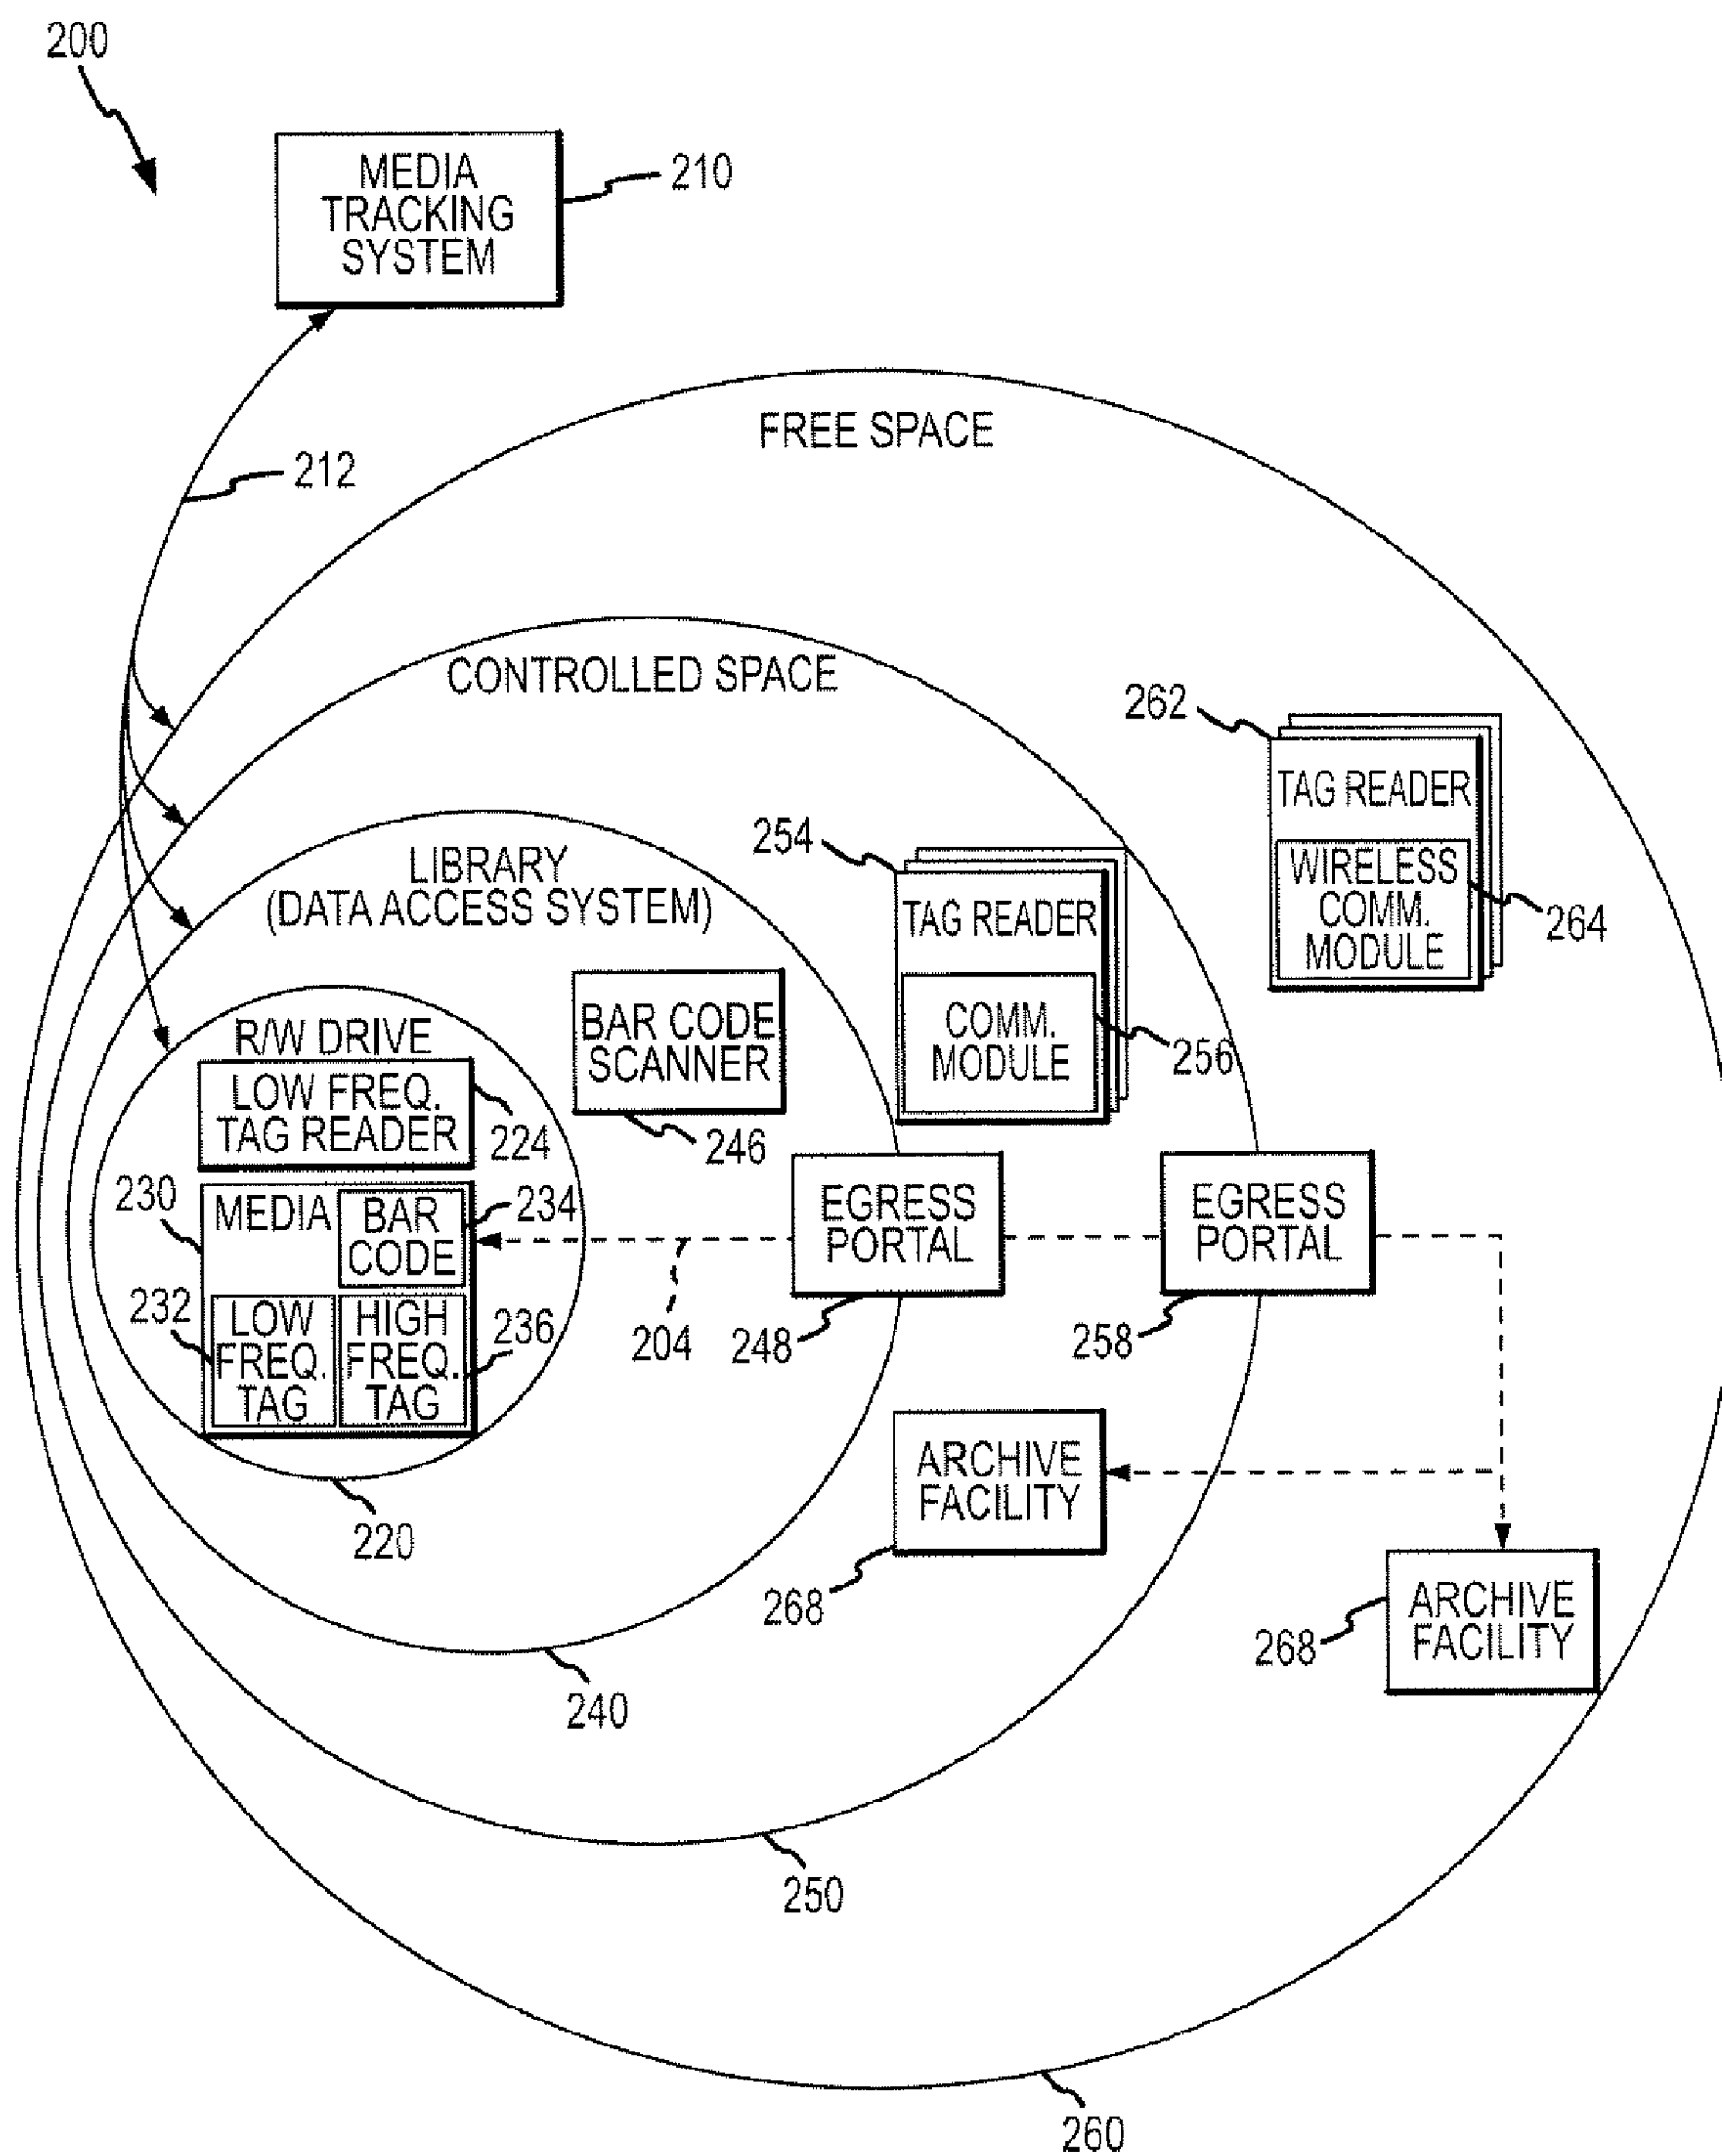 200
MEDIA
TRACKING
SYSTEM
210
FREE SPACE
212
CONTROLLED SPACE
262
TAG READER
WIRELESS
COMM.
MODULE
264
254
TAG READER
COMM.
MODULE
256
LIBRARY
(DATA ACCESS SYSTEM)
BAR CODE
SCANNER
246
R/W DRIVE
LOW FREQ.
TAG READER
224
230
MEDIA
BAR
CODE
234
232
LOW
FREQ.
TAG
HIGH
FREQ.
TAG
236
204
EGRESS
PORTAL
248
EGRESS
PORTAL
258
220
ARCHIVE
FACILITY
268
ARCHIVE
FACILITY
268
240
250
260